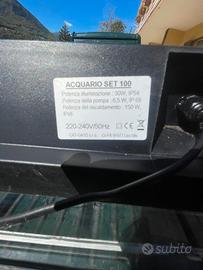 ACQUARIO SET 100
Potenza illuminazione : 30W, IP54
Potenza della pompa : 6,5 W, IP 68
Potenza del riscaldamento : 150 W,
IP68
220-240V/50Hz
subito